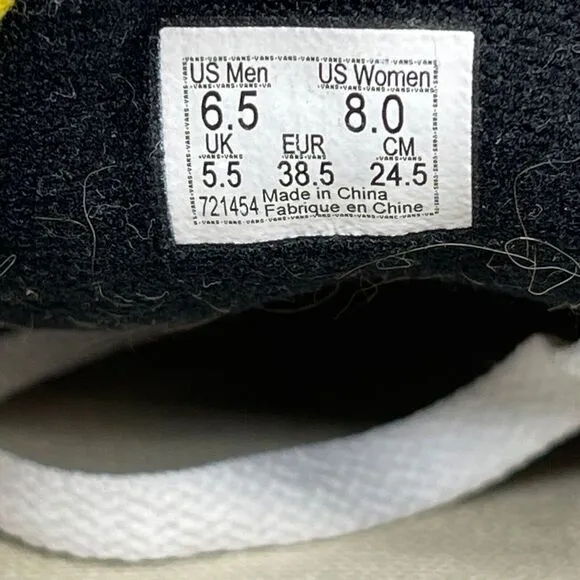 US Men US Women
6.5 8.0
UK EUR CM
5.5 38.5 24.5
721454 Made in China
Fabrique en Chine